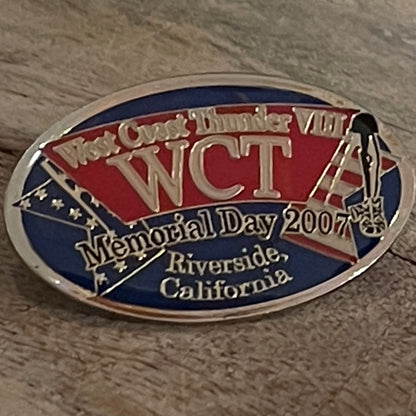 West Coast Thunder VIII
WCT
Memorial Day 2007
Riverside,
California